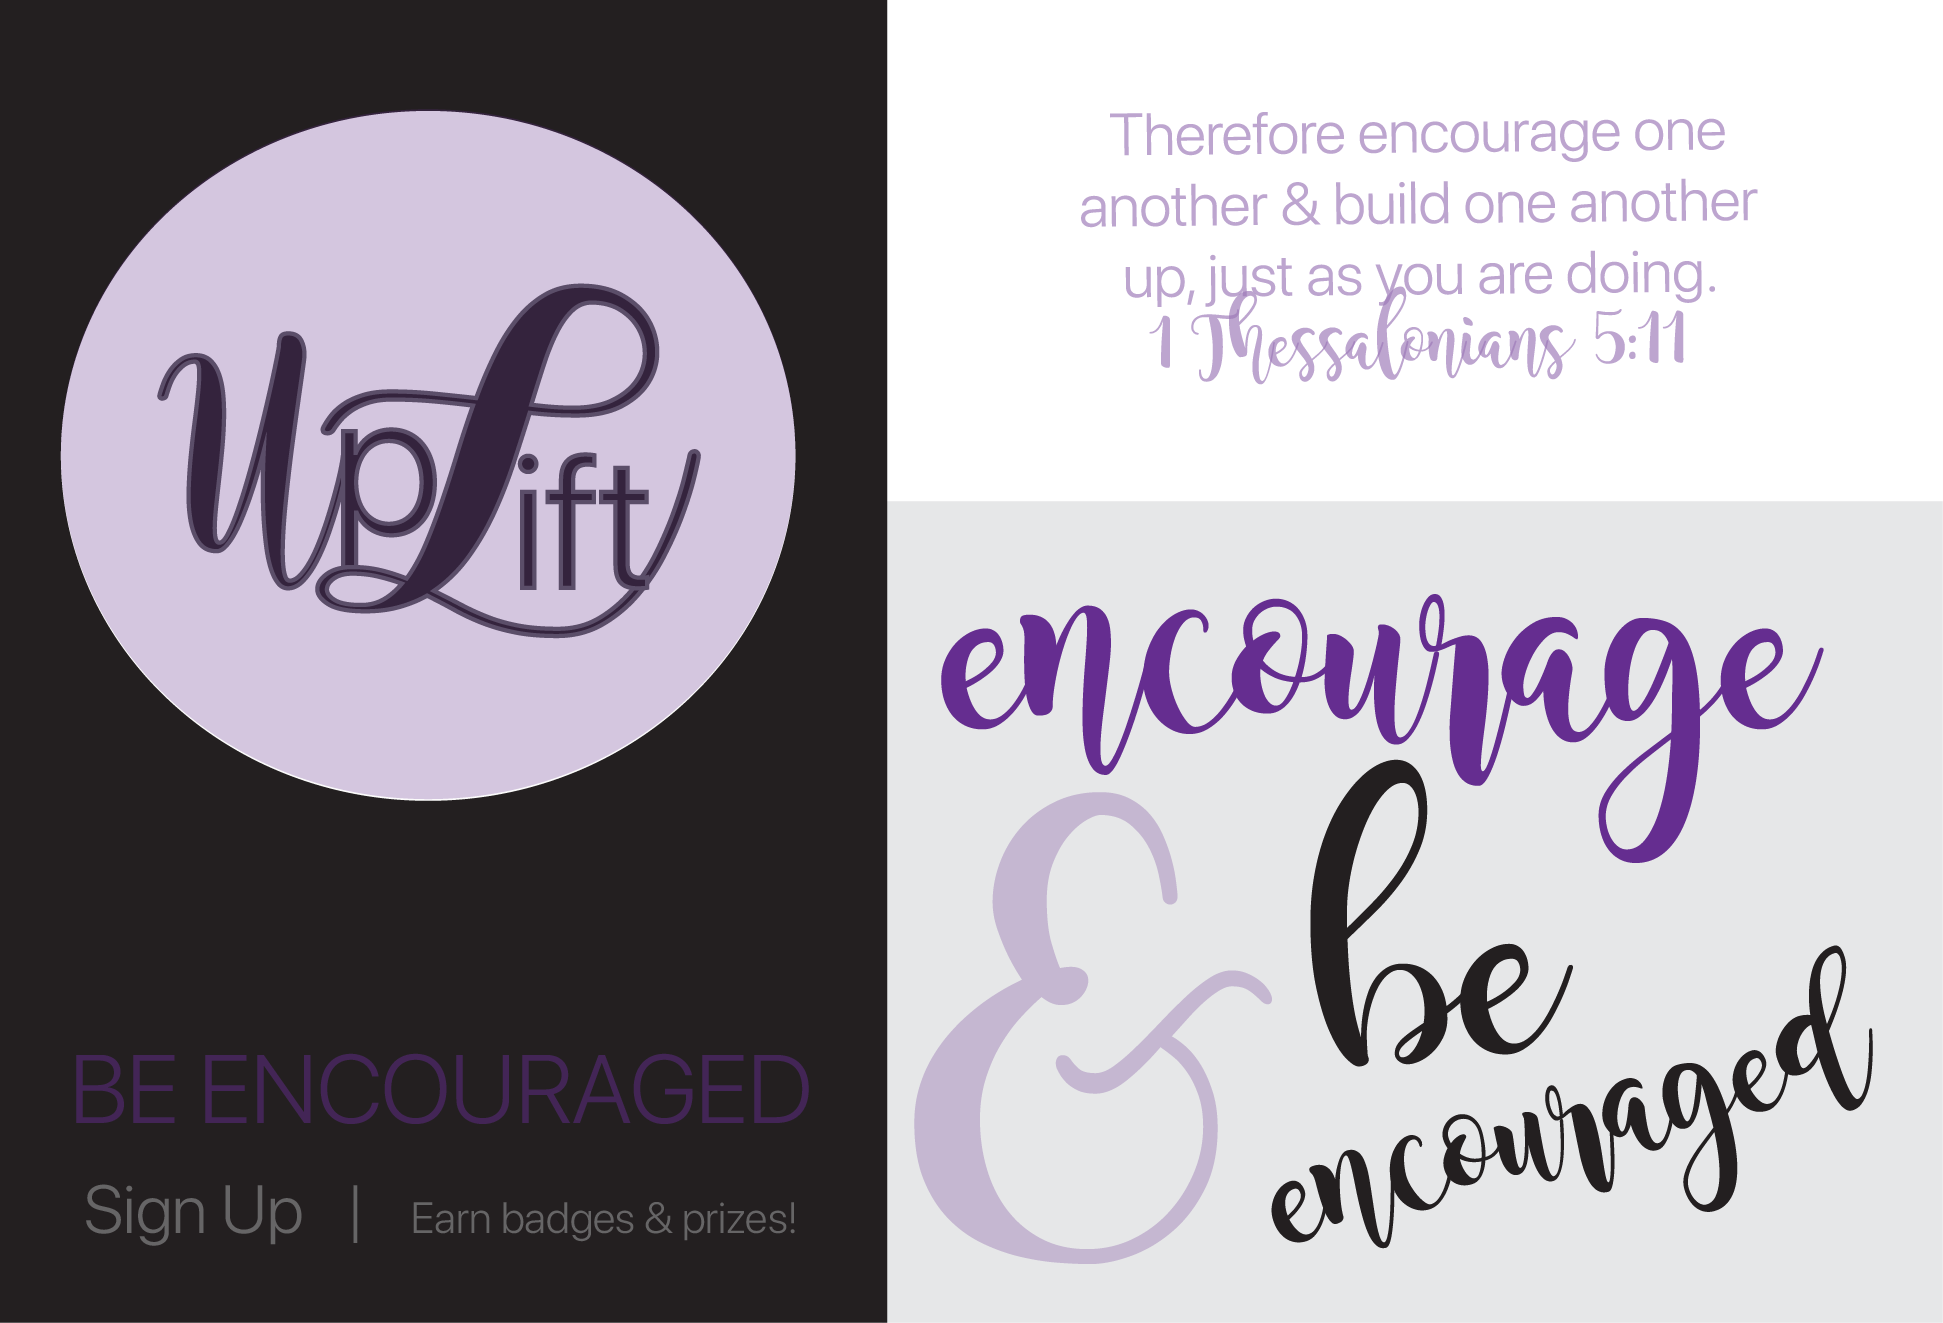 UpLift
BE ENCOURAGED
Sign Up | Earn badges & prizes!
Therefore encourage one
another & build one another
up, just as you are doing.
1 Thessalonians 5:11
encourage
& be
encouraged